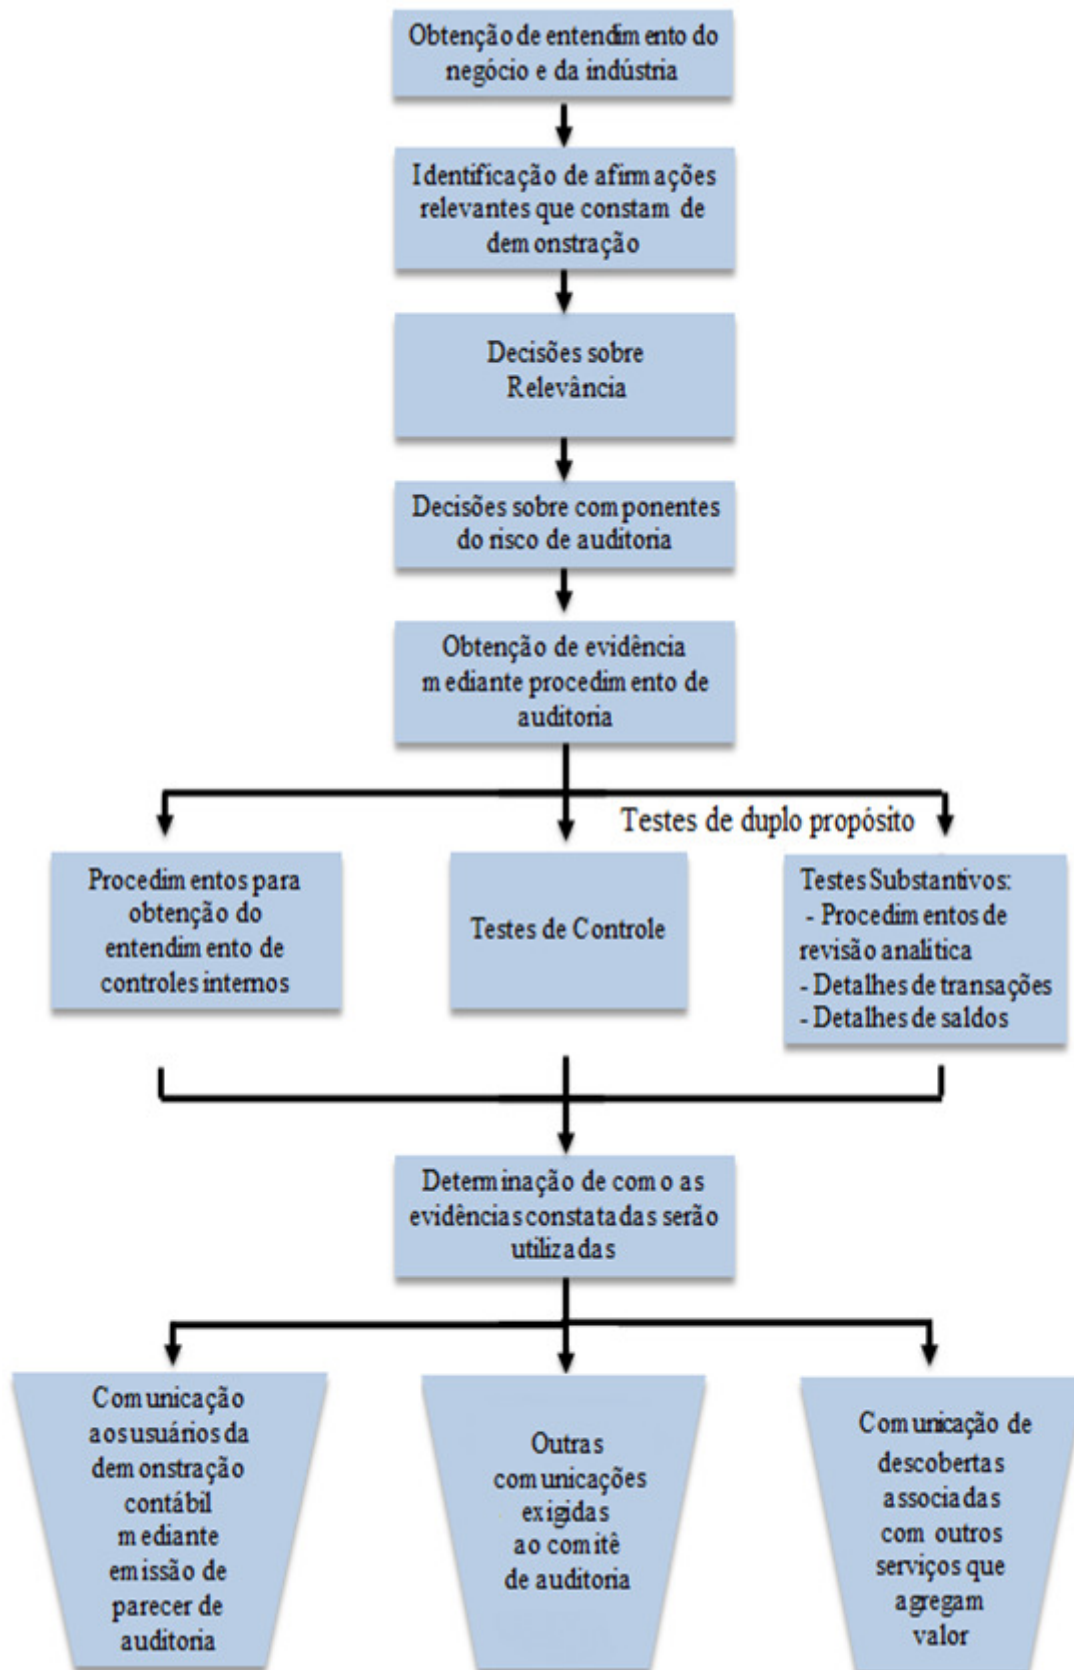 Obtenção de entendimento do
negócio e da indústria
Identificação de afirmações
relevantes que constam de
demonstração
Decisões sobre
Relevância
Decisões sobre componentes
do risco de auditoria
Obtenção de evidência
mediante procedimento de
auditoria
Testes de duplo propósito
Procedimentos para
obtenção do
entendimento de
controles internos
Testes de Controle
Testes Substantivos:
- Procedimentos de
revisão analítica
- Detalhes de transações
- Detalhes de saldos
Determinação de como as
evidências constatadas serão
utilizadas
Comunicação
aos usuários da
demonstração
contábil
mediante
emissão de
parecer de
auditoria
Outras
comunicações
exigidas
ao comitê
de auditoria
Comunicação de
descobertas
associadas
com outros
serviços que
agregam
valor